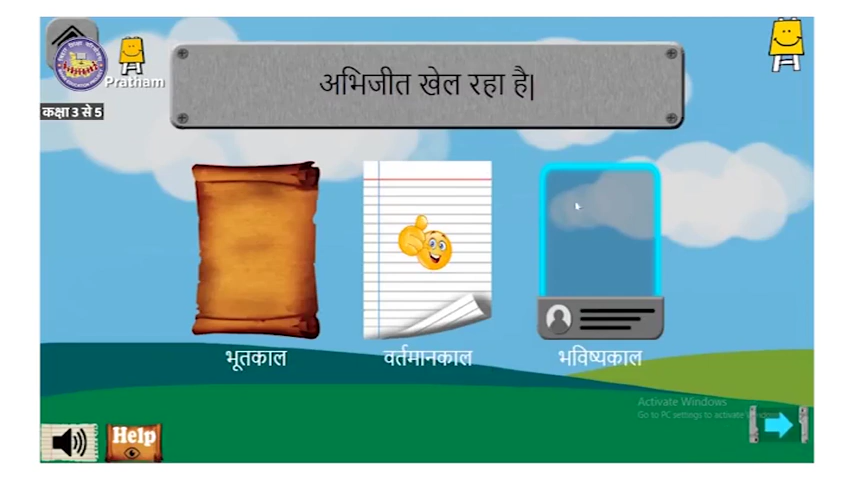 अभिजीत खेल रहा है|
Pratham
कक्षा 3 से 5
भूतकाल
वर्तमानकाल
भविष्यकाल
Activate Windows
Go to PC settings to activate Windows.
Help